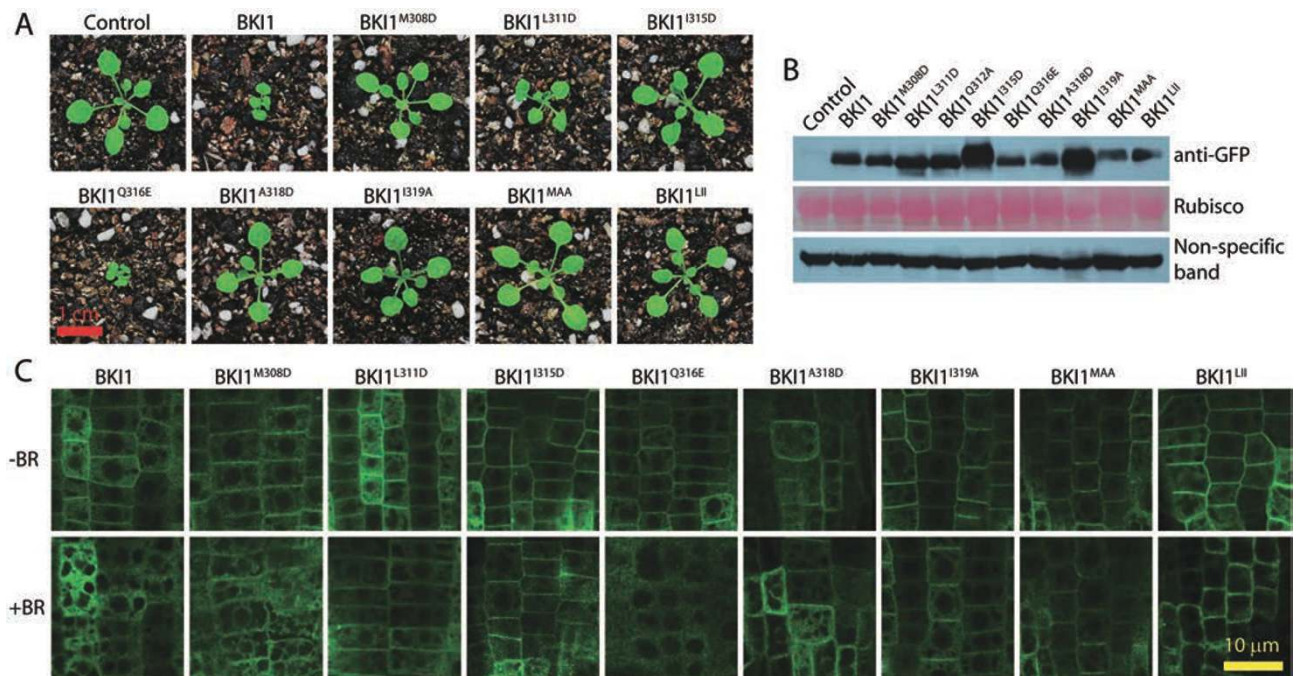 A
Control BKI1 BKI1M308D BKI1L311D BKI1I315D
BKI1Q316E BKI1A318D BKI1I319A BKI1MAA BKI1LII
1 cm
B
Control BKI1 BKI1M308D BKI1L311D BKI1Q312A BKI1I315D BKI1Q316E BKI1A318D BKI1I319A BKI1MAA BKI1LII
anti-GFP
Rubisco
Non-specific
band
C
BKI1 BKI1M308D BKI1L311D BKI1I315D BKI1Q316E BKI1A318D BKI1I319A BKI1MAA BKI1LII
-BR
+BR
10 μm